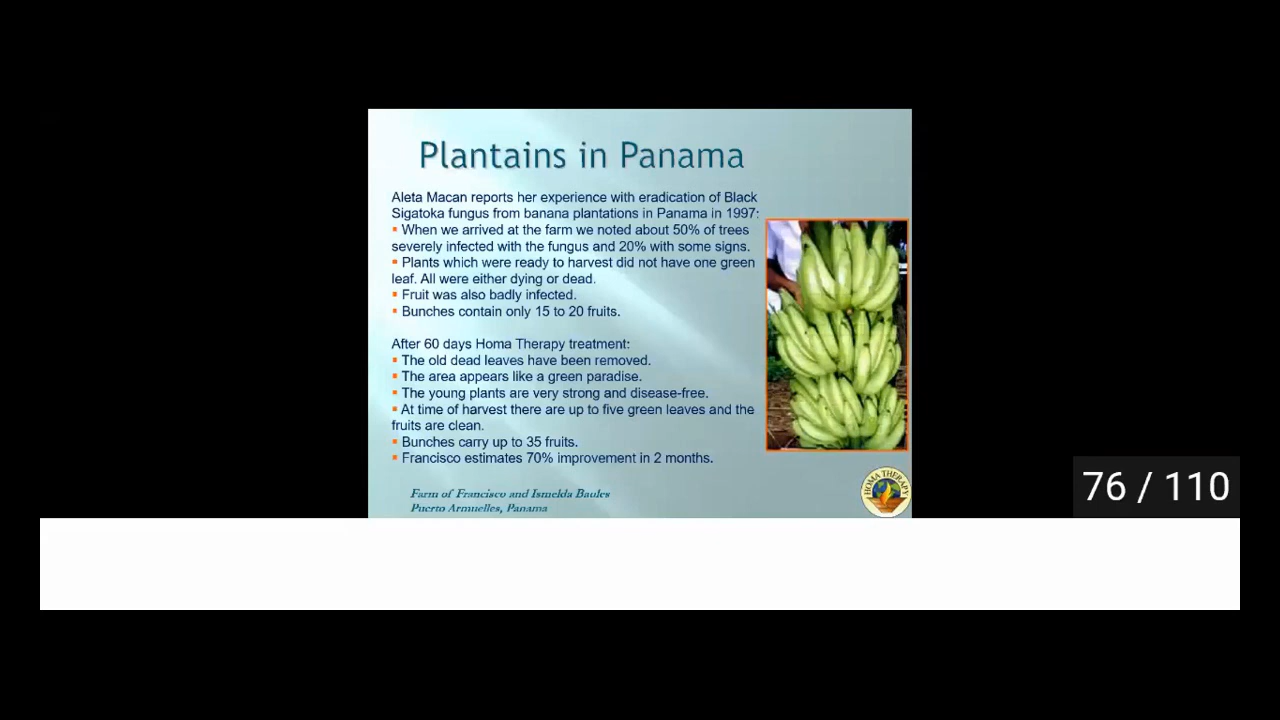 Plantains in Panama
Aleta Macan reports her experience with eradication of Black
Sigatoka fungus from banana plantations in Panama in 1997:
▪ When we arrived at the farm we noted about 50% of trees
severely infected with the fungus and 20% with some signs.
▪ Plants which were ready to harvest did not have one green
leaf. All were either dying or dead.
▪ Fruit was also badly infected.
▪ Bunches contain only 15 to 20 fruits.
After 60 days Homa Therapy treatment:
▪ The old dead leaves have been removed.
▪ The area appears like a green paradise.
▪ The young plants are very strong and disease-free.
▪ At time of harvest there are up to five green leaves and the
fruits are clean.
▪ Bunches carry up to 35 fruits.
▪ Francisco estimates 70% improvement in 2 months.
Farm of Francisco and Ismelda Baules
Puerto Armuelles, Panama
HOMA THERAPY
76 / 110